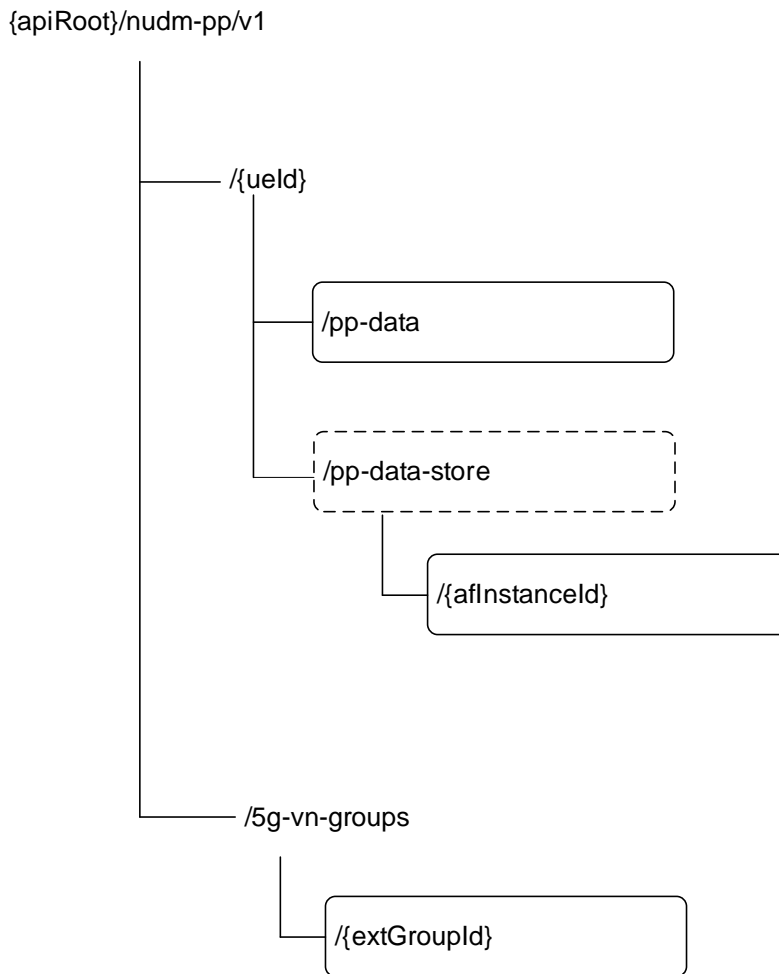 {apiRoot}/nudm-pp/v1
/{ueId}
/pp-data
/pp-data-store
/{afInstanceId}
/5g-vn-groups
/{extGroupId}